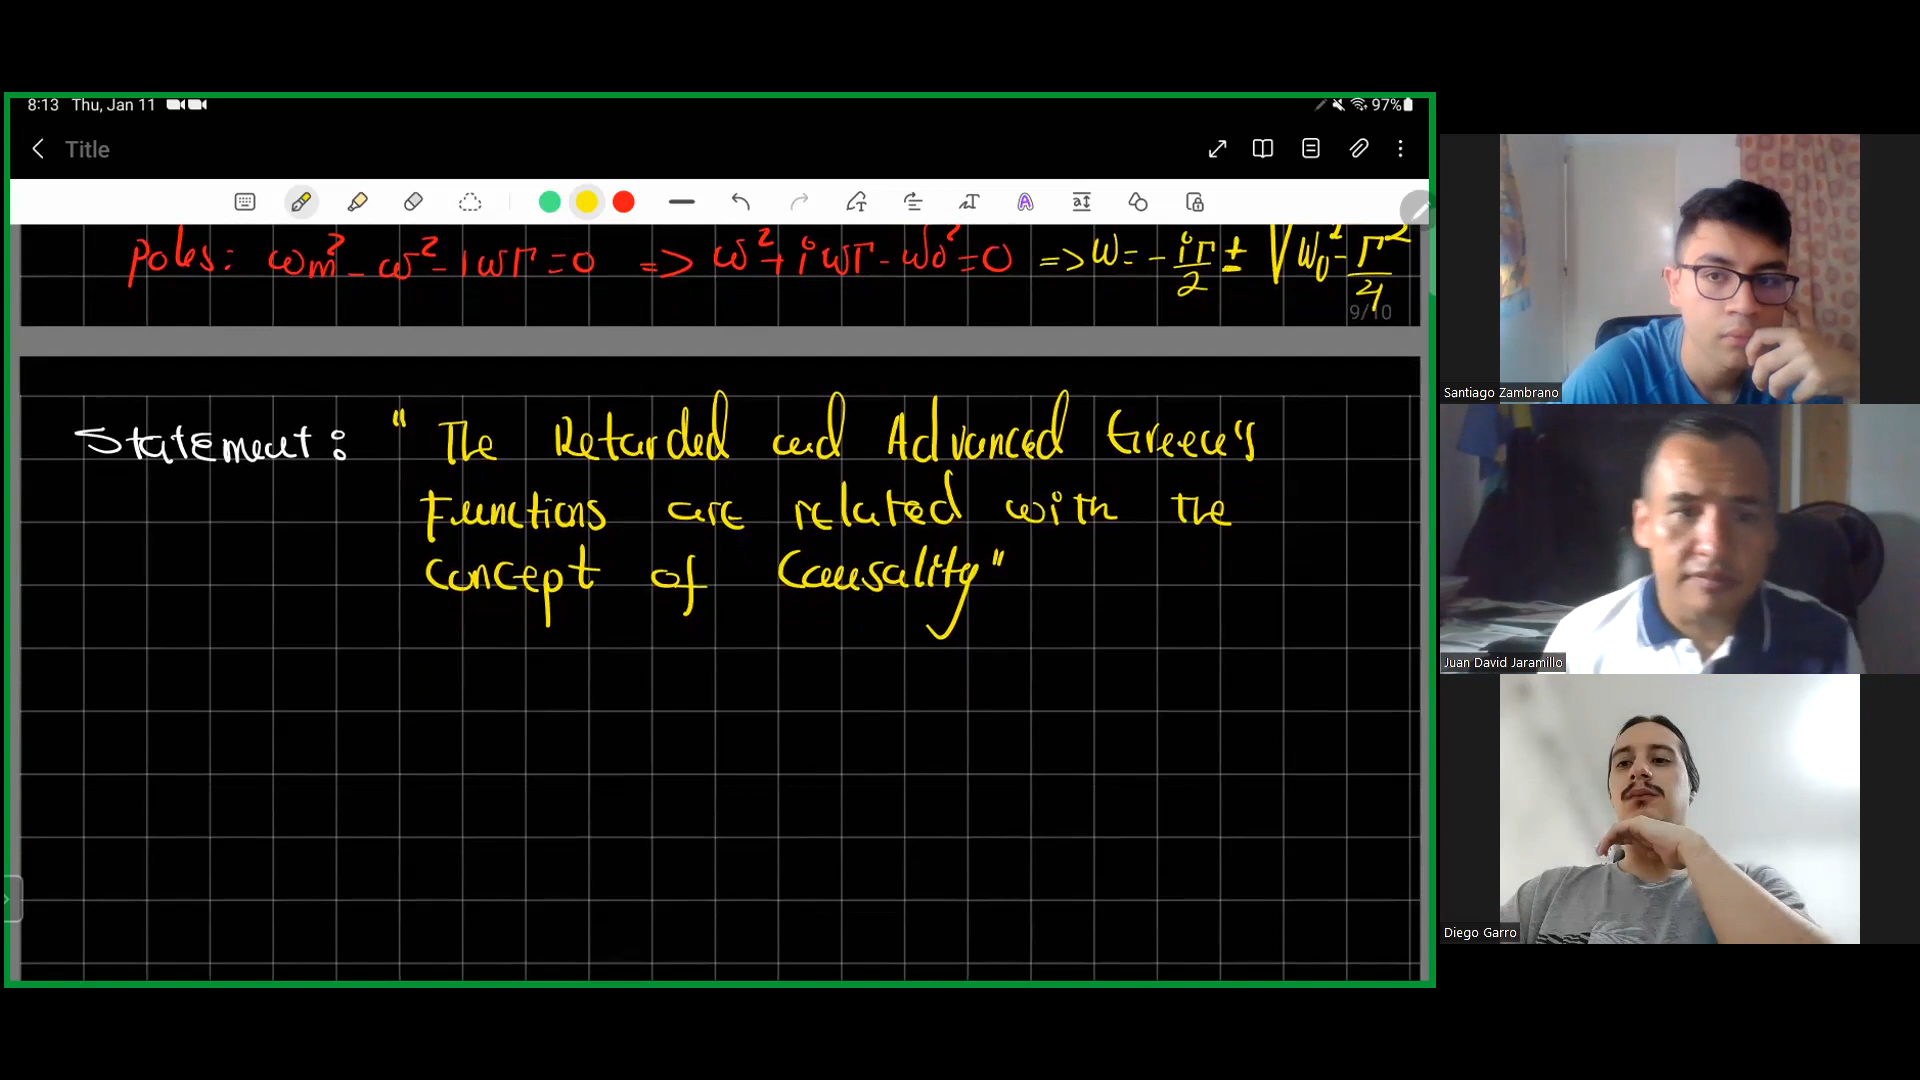 8:13 Thu, Jan 11 97%
Title
Poles: ωm² - ω² - iωΓ = 0 => ω² + iωΓ - ω0² = 0 => ω = - iΓ/2 ± √ω0² - Γ²/4
9/10
Statement: " The Retarded and Advanced Green's
Functions are related with the
concept of Causality"
Santiago Zambrano
Juan David Jaramillo
Diego Garro